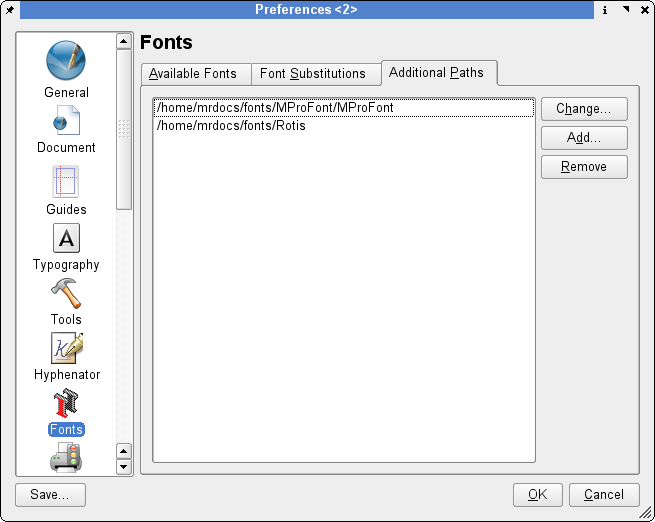 Preferences <2>
General
Document
Guides
Typography
Tools
Hyphenator
Fonts
Fonts
Available Fonts
Font Substitutions
Additional Paths
/home/mrdocs/fonts/MProFont/MProFont
/home/mrdocs/fonts/Rotis
Change...
Add...
Remove
Save...
OK
Cancel